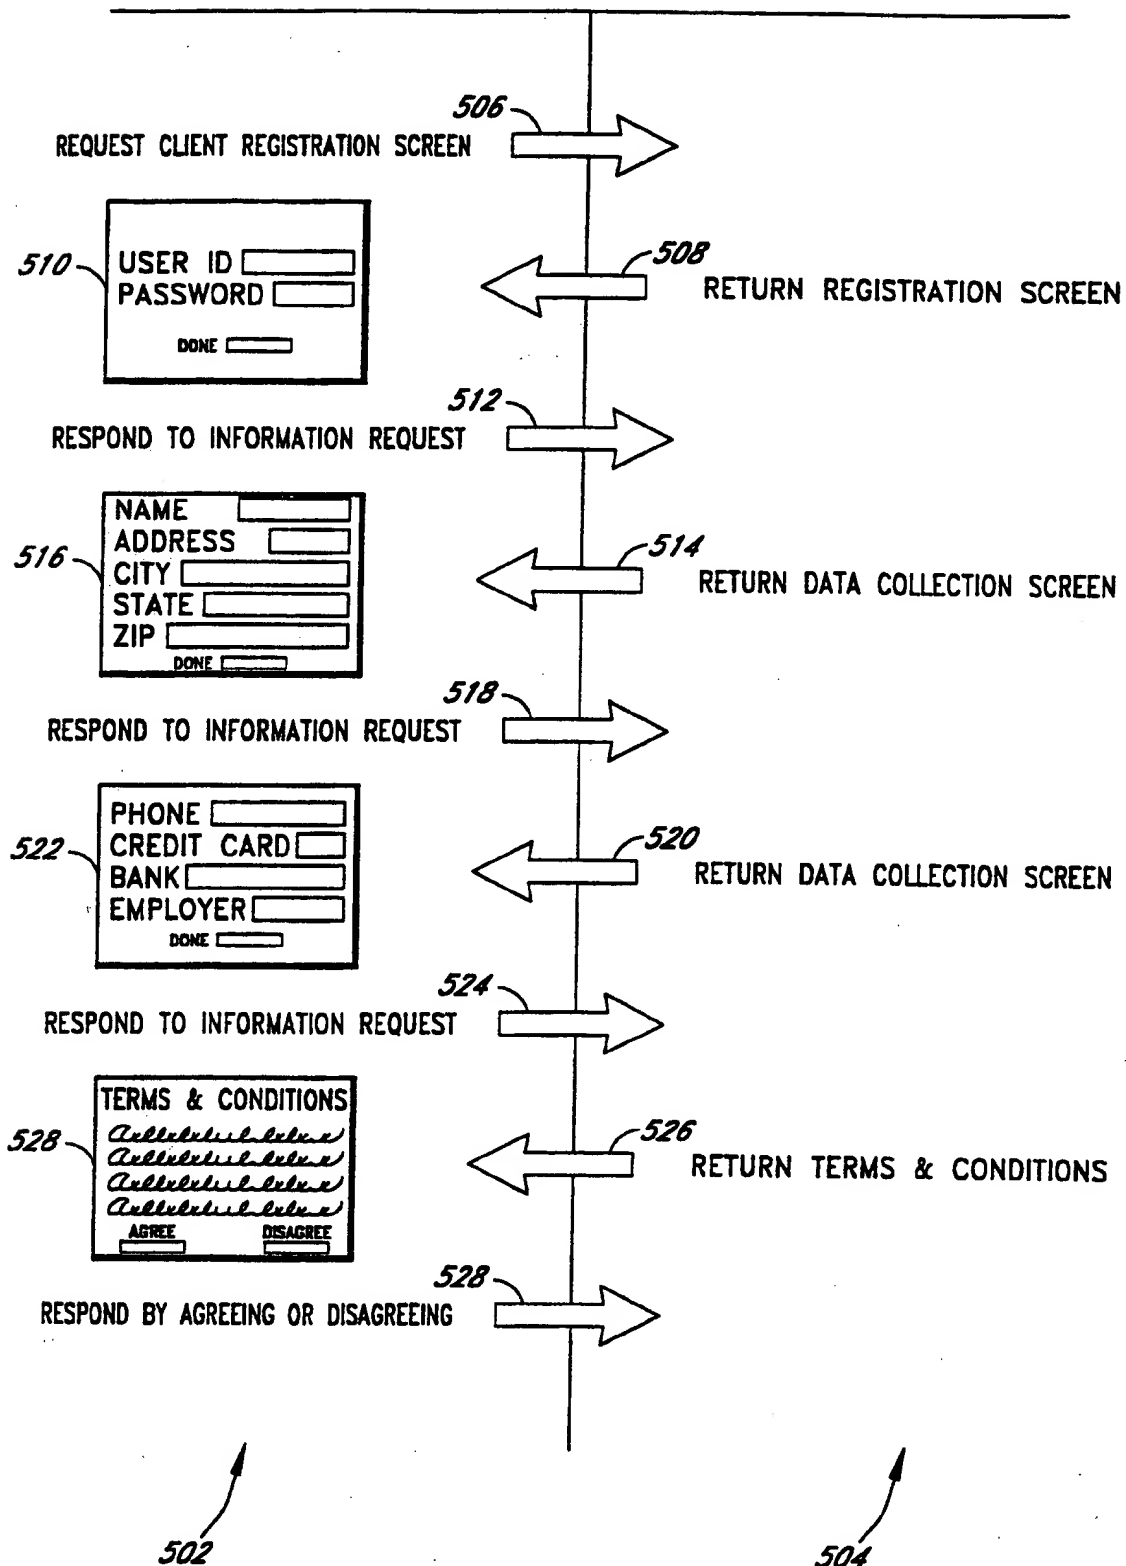 506
REQUEST CLIENT REGISTRATION SCREEN
510
USER ID
PASSWORD
DONE
508
RETURN REGISTRATION SCREEN
512
RESPOND TO INFORMATION REQUEST
516
NAME
ADDRESS
CITY
STATE
ZIP
DONE
514
RETURN DATA COLLECTION SCREEN
518
RESPOND TO INFORMATION REQUEST
522
PHONE
CREDIT CARD
BANK
EMPLOYER
DONE
520
RETURN DATA COLLECTION SCREEN
524
RESPOND TO INFORMATION REQUEST
528
TERMS & CONDITIONS
AGREE
DISAGREE
526
RETURN TERMS & CONDITIONS
528
RESPOND BY AGREEING OR DISAGREEING
502
504